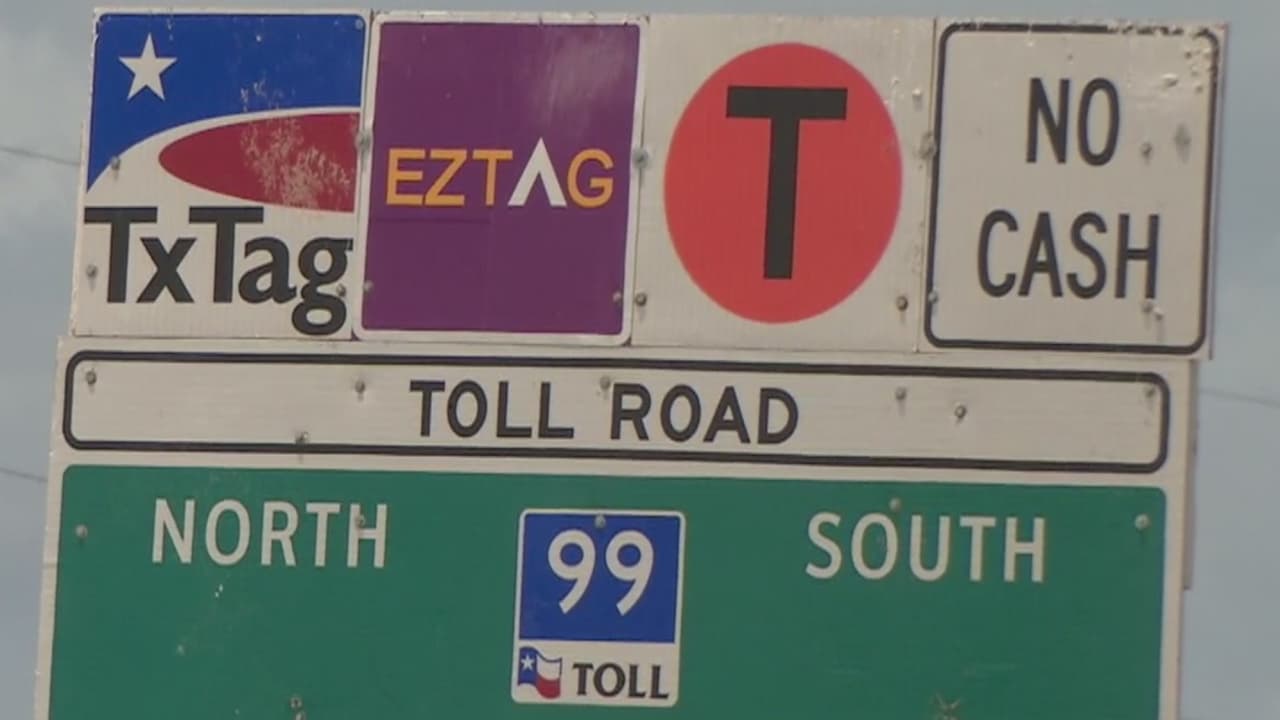 TxTag
EZTAG
T
NO
CASH
TOLL ROAD
NORTH
99
TOLL
SOUTH